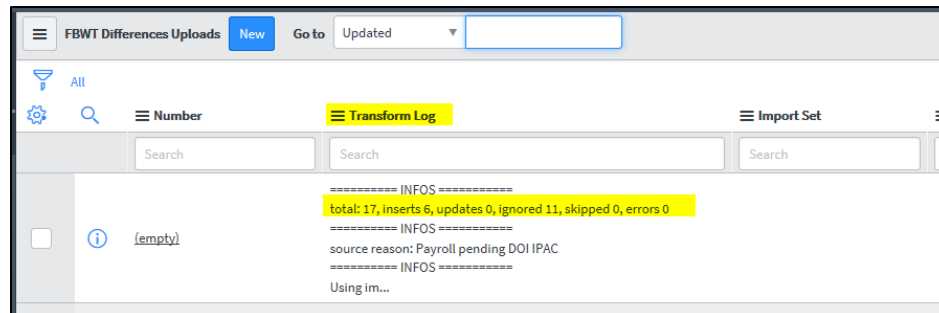 FBWT Differences Uploads New Go to Updated
All
Number Transform Log Import Set
Search Search Search
========== INFOS ===========
total: 17, inserts 6, updates 0, ignored 11, skipped 0, errors 0
========== INFOS ===========
(empty) source reason: Payroll pending DOI IPAC
========== INFOS ===========
Using im...